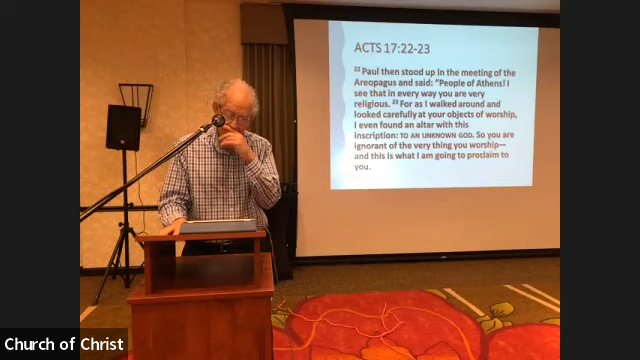 ACTS 17:22-23
22 Paul then stood up in the meeting of the
Areopagus and said: "People of Athens! I
see that in every way you are very
religious. 23 For as I walked around and
looked carefully at your objects of worship,
I even found an altar with this
inscription: TO AN UNKNOWN GOD. So you are
ignorant of the very thing you worship—
and this is what I am going to proclaim to
you.
Church of Christ